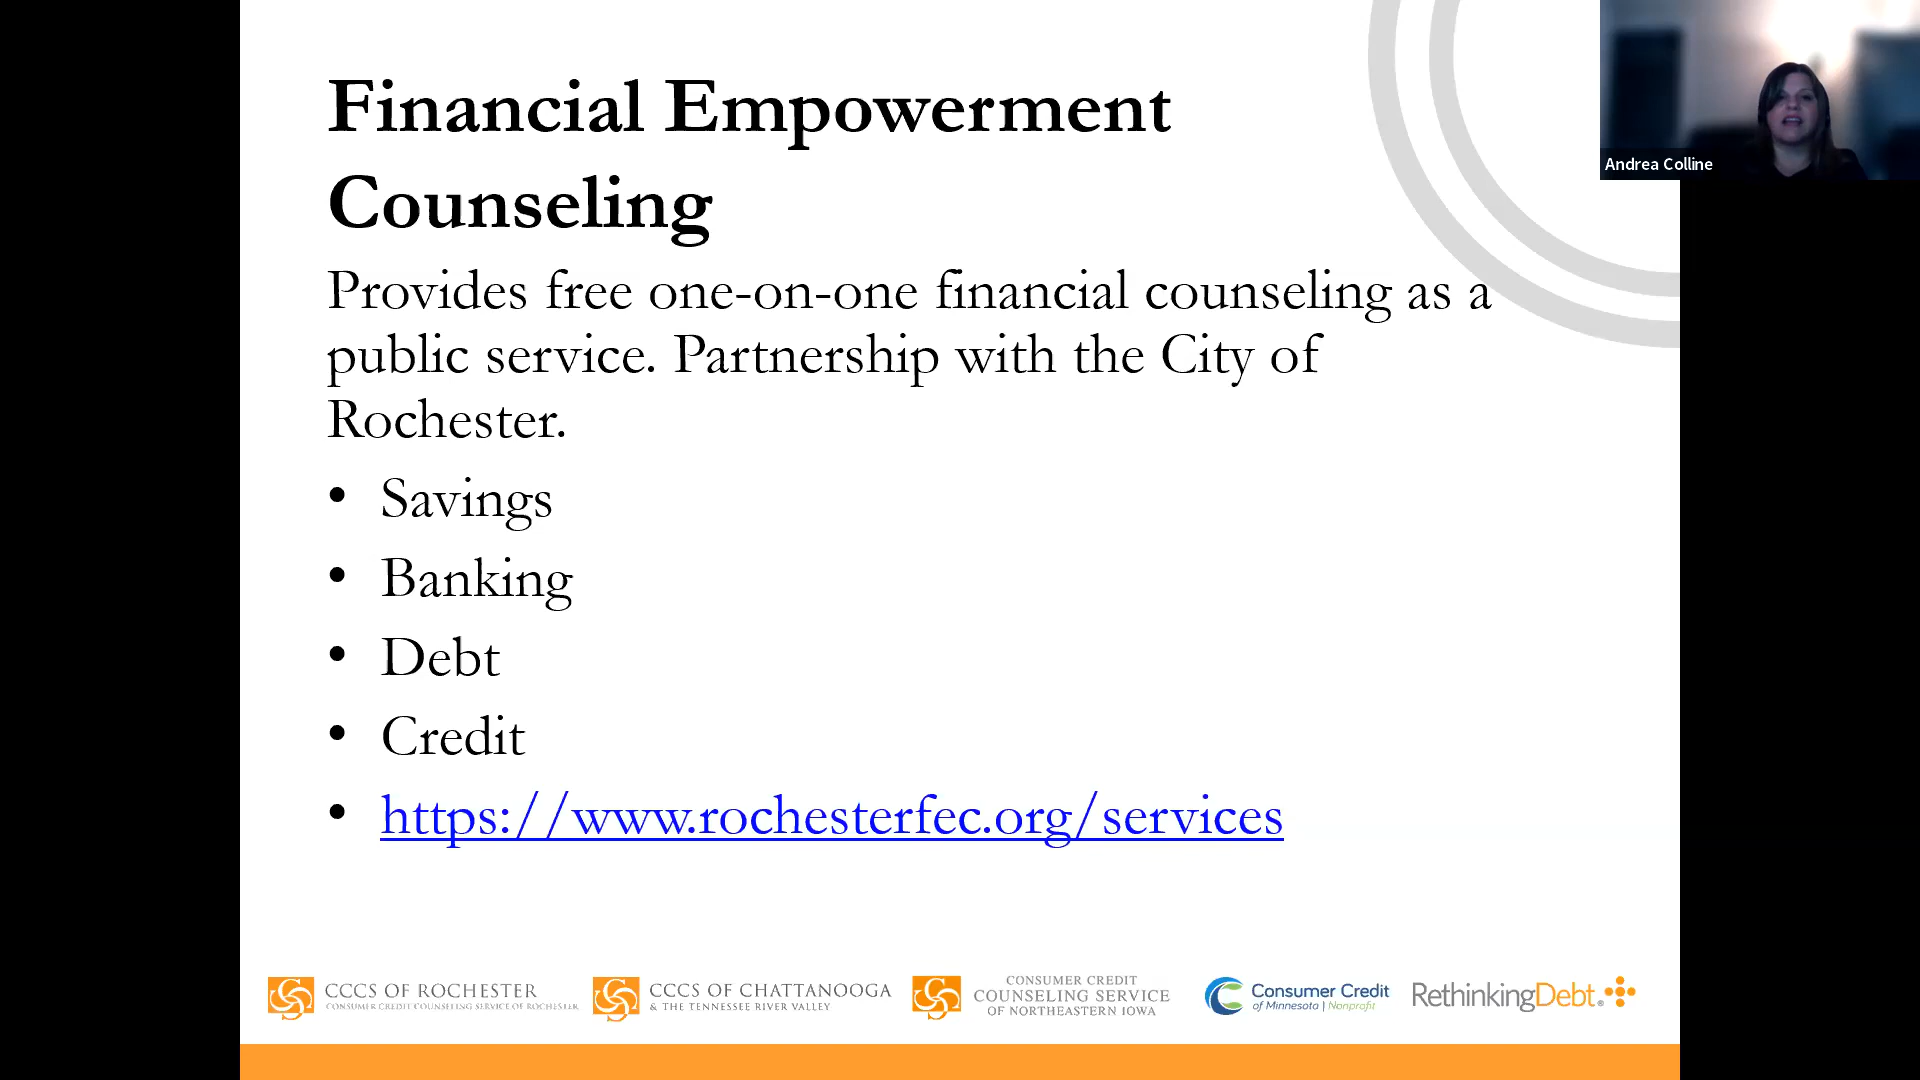 Financial Empowerment
Counseling
Provides free one-on-one financial counseling as a
public service. Partnership with the City of
Rochester.
• Savings
• Banking
• Debt
• Credit
• https://www.rochesterfec.org/services
Andrea Colline
CCCS OF ROCHESTER
CONSUMER CREDIT COUNSELING SERVICE OF ROCHESTER
CCCS OF CHATTANOOGA
& THE TENNESSEE RIVER VALLEY
CONSUMER CREDIT
COUNSELING SERVICE
OF NORTHEASTERN IOWA
Consumer Credit
of Minnesota | Nonprofit
RethinkingDebt®